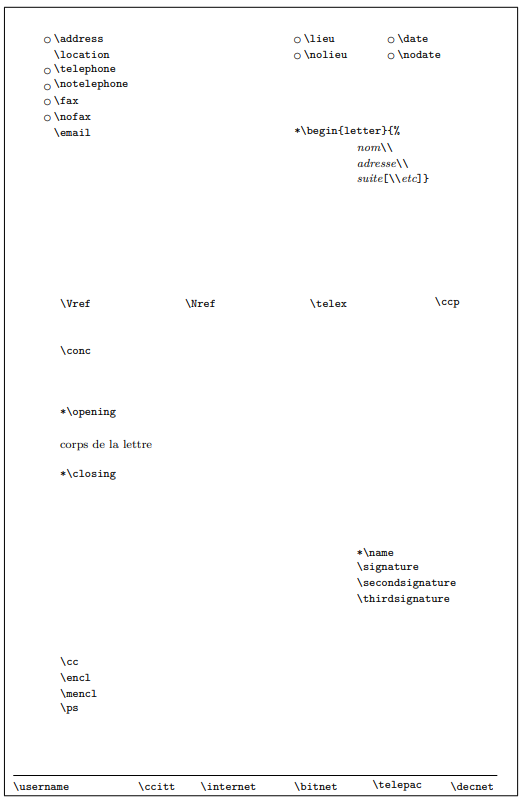 ○ \address ○ \lieu ○ \date
\location ○ \nolieu ○ \nodate
○ \telephone
○ \notelephone
○ \fax
○ \nofax
\email *\begin{letter}{%
nom\\
adresse\\
suite[\\etc]}
\Vref \Nref \telex \ccp
\conc
*\opening
corps de la lettre
*\closing
*\name
\signature
\secondsignature
\thirdsignature
\cc
\encl
\mencl
\ps
\username \ccitt \internet \bitnet \telepac \decnet